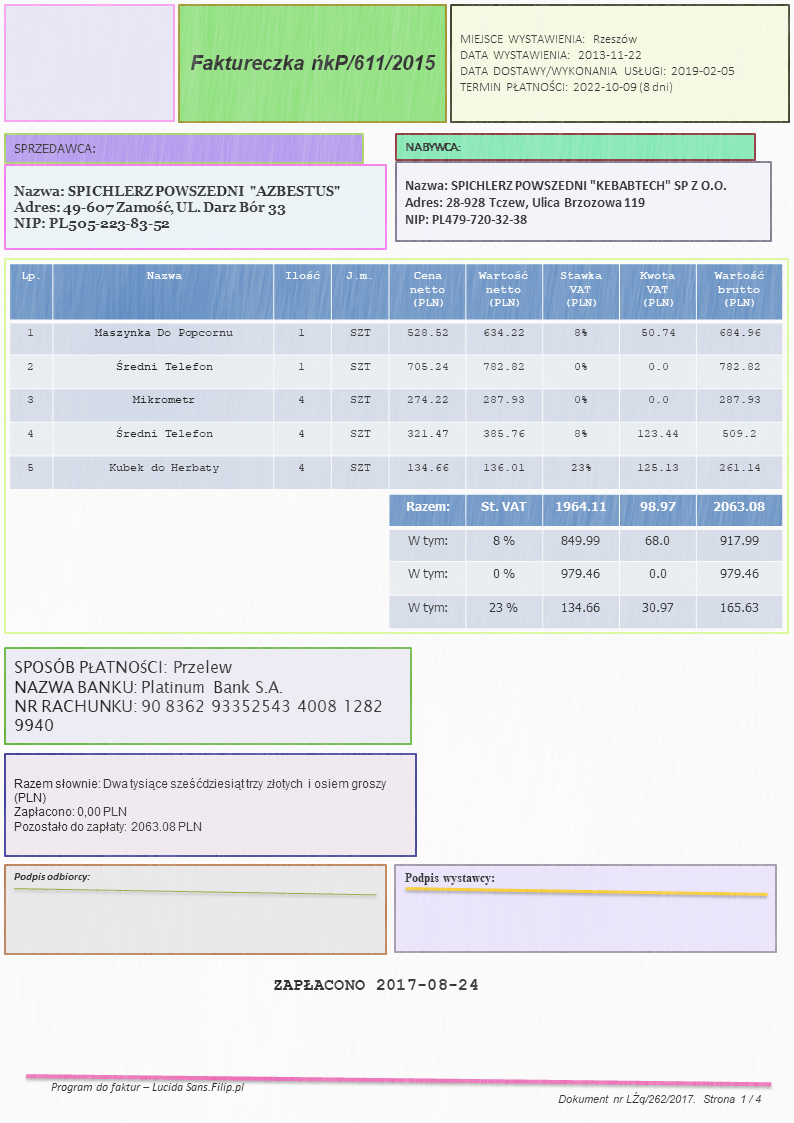 Faktureczka ńkP/611/2015
MIEJSCE WYSTAWIENIA: Rzeszów
DATA WYSTAWIENIA: 2013-11-22
DATA DOSTAWY/WYKONANIA USŁUGI: 2019-02-05
TERMIN PŁATNOŚCI: 2022-10-09 (8 dni)
SPRZEDAWCA:
Nazwa: SPICHLERZ POWSZEDNI "AZBESTUS"
Adres: 49-607 Zamość, UL. Darz Bór 33
NIP: PL505-223-83-52
NABYWCA:
Nazwa: SPICHLERZ POWSZEDNI "KEBABTECH" SP Z O.O.
Adres: 28-928 Tczew, Ulica Brzozowa 119
NIP: PL479-720-32-38
Lp. Nazwa Ilość J.m. Cena netto (PLN) Wartość netto (PLN) Stawka VAT (PLN) Kwota VAT (PLN) Wartość brutto (PLN)
1 Maszynka Do Popcornu 1 SZT 528.52 634.22 8% 50.74 684.96
2 Średni Telefon 1 SZT 705.24 782.82 0% 0.0 782.82
3 Mikrometr 4 SZT 274.22 287.93 0% 0.0 287.93
4 Średni Telefon 4 SZT 321.47 385.76 8% 123.44 509.2
5 Kubek do Herbaty 4 SZT 134.66 136.01 23% 125.13 261.14
Razem: St. VAT 1964.11 98.97 2063.08
W tym: 8 % 849.99 68.0 917.99
W tym: 0 % 979.46 0.0 979.46
W tym: 23 % 134.66 30.97 165.63
SPOSÓB PŁATNOŚCI: Przelew
NAZWA BANKU: Platinum Bank S.A.
NR RACHUNKU: 90 8362 93352543 4008 1282
9940
Razem słownie: Dwa tysiące sześćdziesiąt trzy złotych i osiem groszy
(PLN)
Zapłacono: 0,00 PLN
Pozostało do zapłaty: 2063.08 PLN
Podpis odbiorcy:
Podpis wystawcy:
ZAPŁACONO 2017-08-24
Program do faktur – Lucida Sans.Filip.pl
Dokument nr LŻq/262/2017. Strona 1 / 4